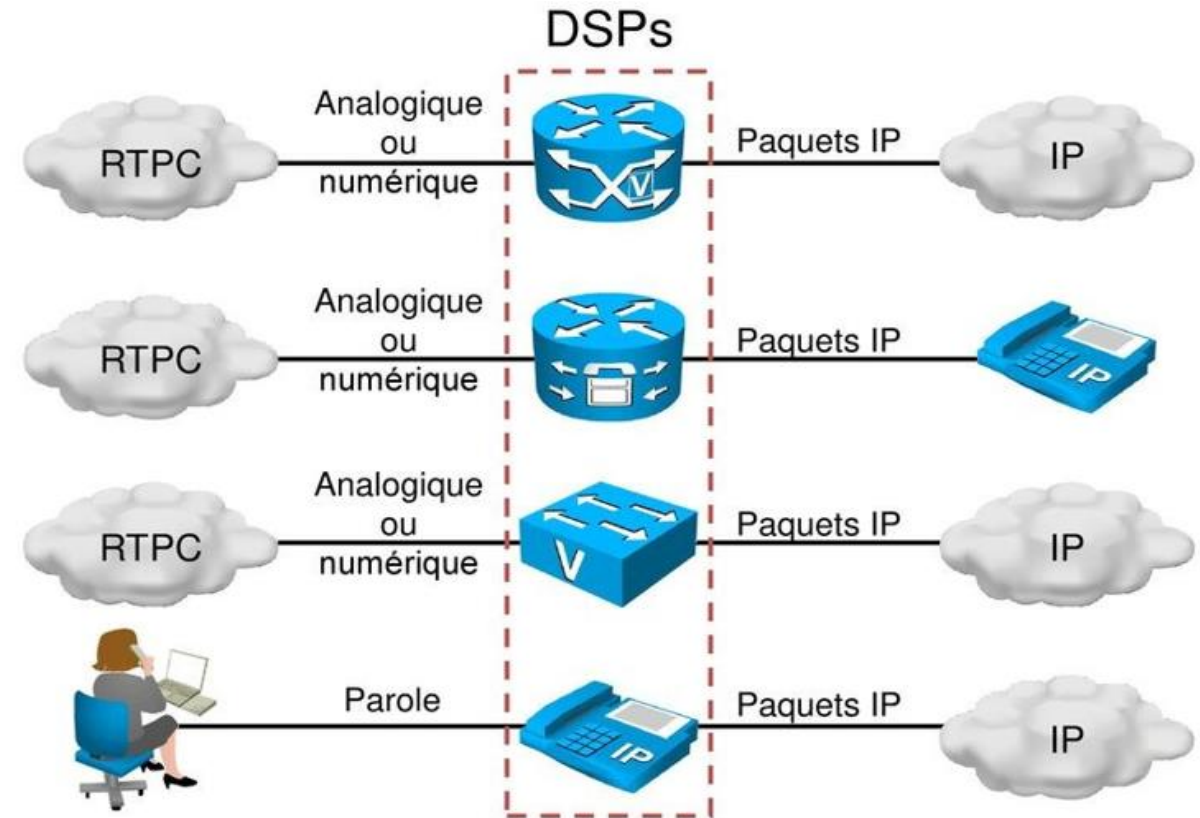 DSPs
RTPC
Analogique
ou
numérique
V
Paquets IP
IP
RTPC
Analogique
ou
numérique
Paquets IP
IP
RTPC
Analogique
ou
numérique
V
Paquets IP
IP
Parole
IP
Paquets IP
IP